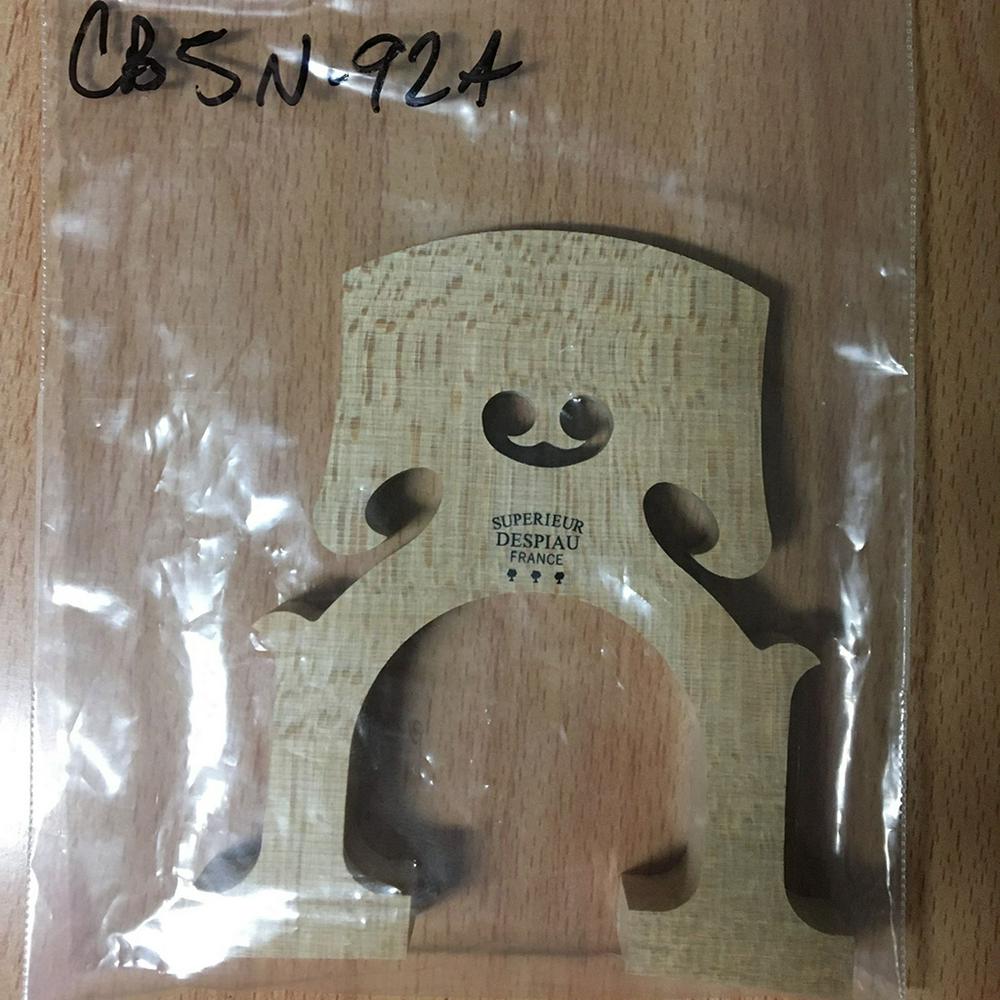 CB5N-92A
SUPERIEUR
DESPIAU
FRANCE